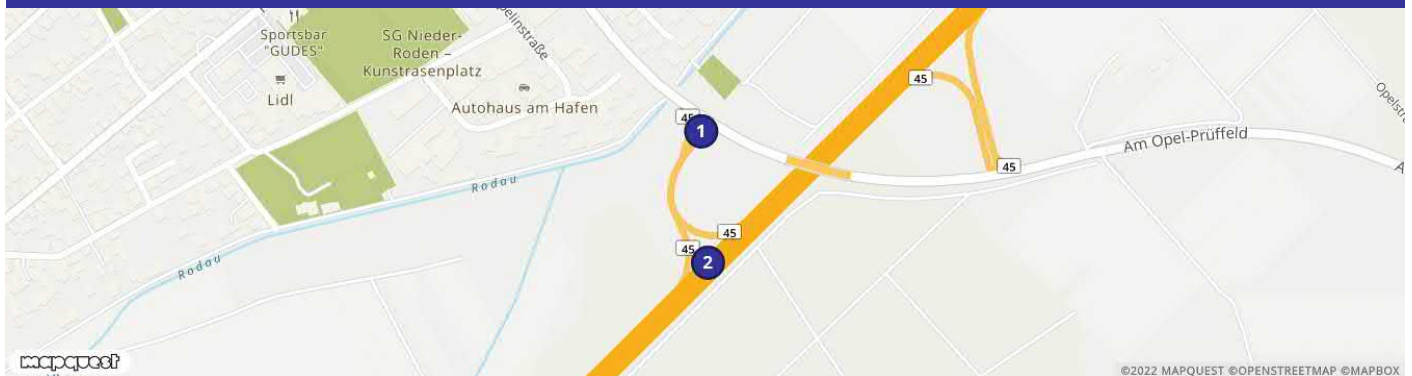 Sportsbar
"GUDES"
SG Nieder-
Roden –
Kunstrasenplatz
Lidl
Autohaus am Hafen
45
1
45
45
45
2
45
Am Opel-Prüffeld
Rodau
Rodau
mapquest
©2022 MAPQUEST ©OPENSTREETMAP ©MAPBOX